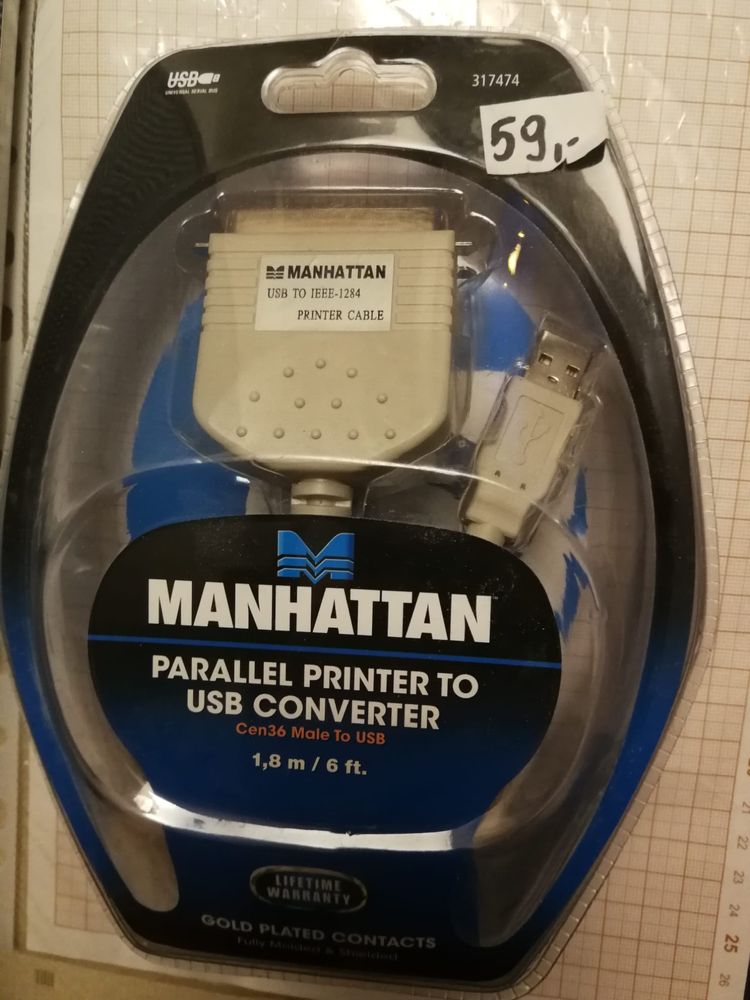 USB
UNIVERSAL SERIAL BUS
317474
59,-
MANHATTAN
USB TO IEEE-1284
PRINTER CABLE
MANHATTAN
PARALLEL PRINTER TO
USB CONVERTER
Cen36 Male To USB
1,8 m / 6 ft.
LIFETIME
WARRANTY
GOLD PLATED CONTACTS
Fully Molded & Shielded
21
22
23
24
25
26